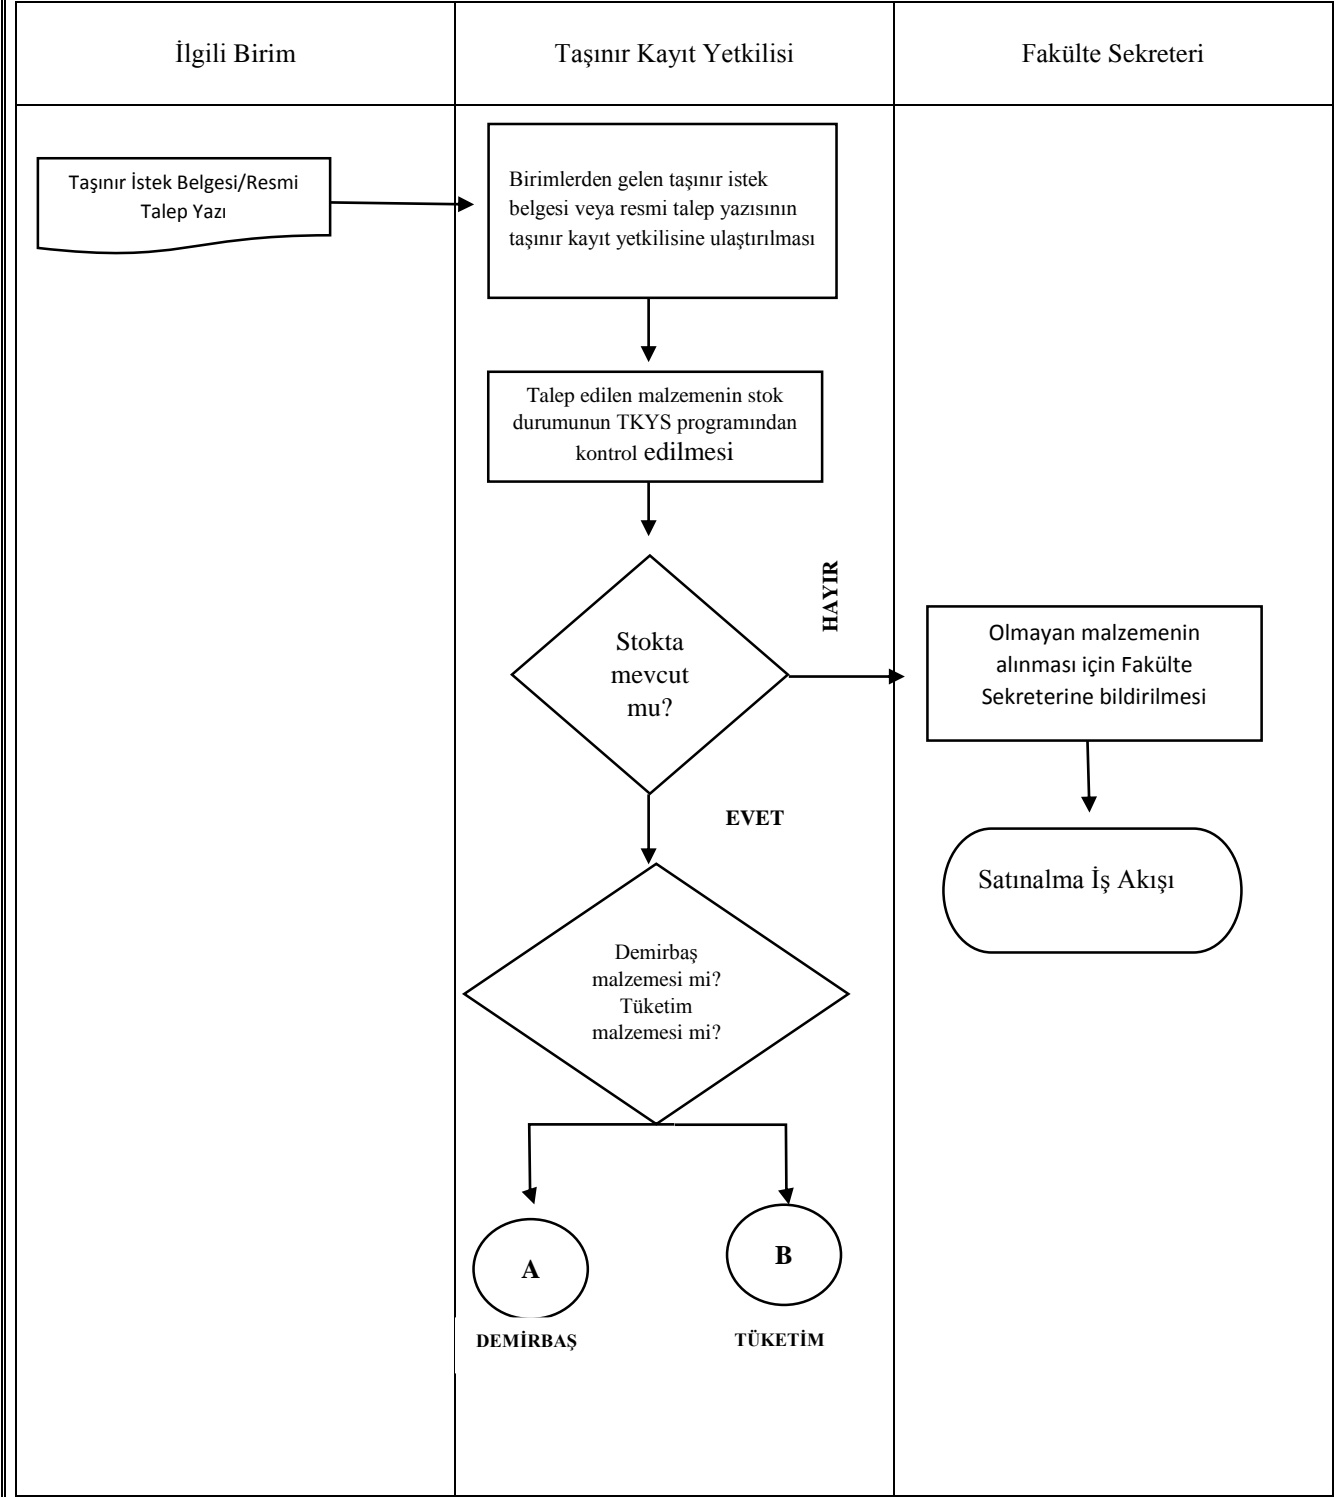 İlgili Birim
Taşınır Kayıt Yetkilisi
Fakülte Sekreteri
Taşınır İstek Belgesi/Resmi
Talep Yazı
Birimlerden gelen taşınır istek
belgesi veya resmi talep yazısının
taşınır kayıt yetkilisine ulaştırılması
Talep edilen malzemenin stok
durumunun TKYS programından
kontrol edilmesi
Stokta
mevcut
mu?
HAYIR
Olmayan malzemenin
alınması için Fakülte
Sekreterine bildirilmesi
EVET
Satınalma İş Akışı
Demirbaş
malzemesi mi?
Tüketim
malzemesi mi?
A
B
DEMİRBAŞ
TÜKETİM